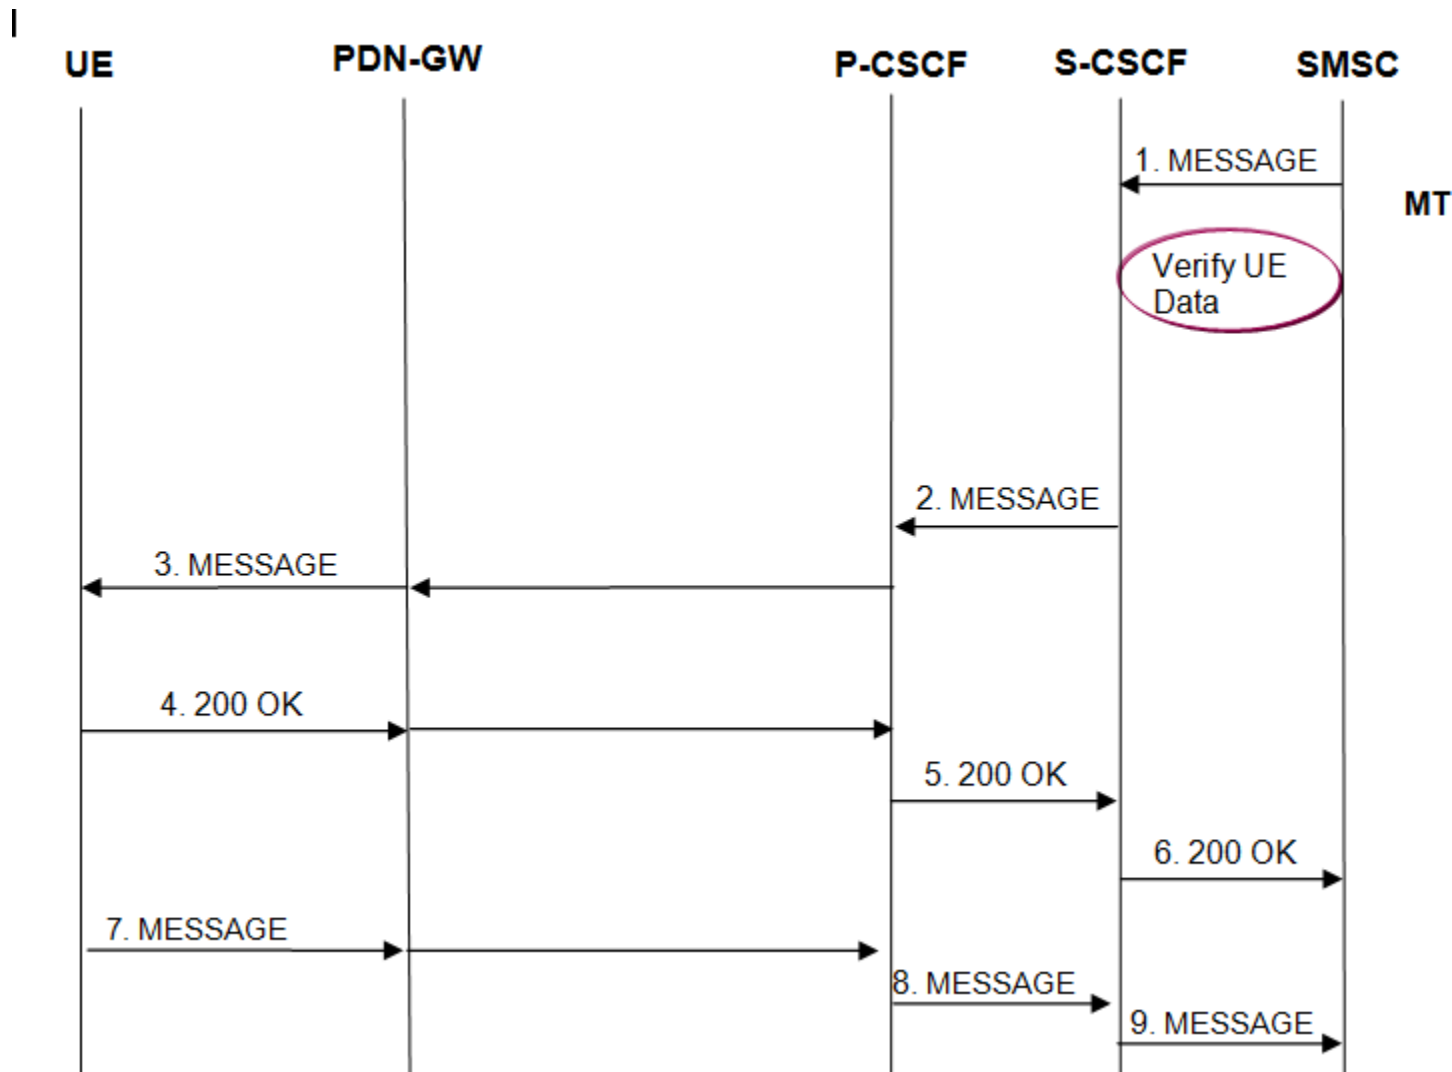 UE
PDN-GW
P-CSCF
S-CSCF
SMSC
1. MESSAGE
MT
Verify UE
Data
2. MESSAGE
3. MESSAGE
4. 200 OK
5. 200 OK
6. 200 OK
7. MESSAGE
8. MESSAGE
9. MESSAGE